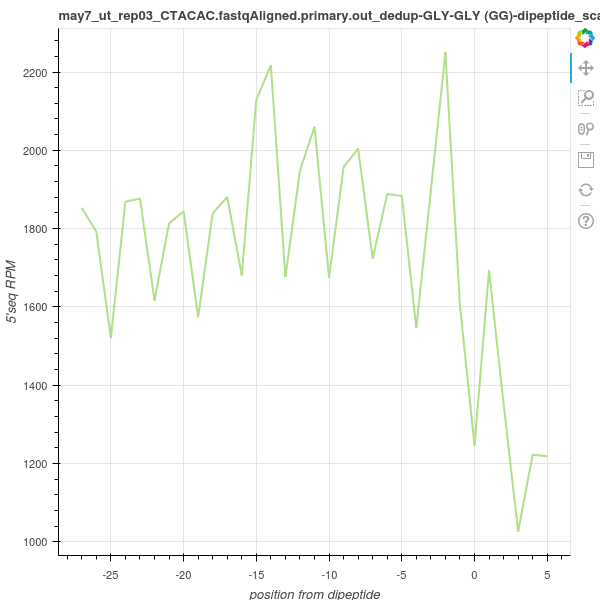 may7_ut_rep03_CTACAC.fastqAligned.primary.out_dedup-GLY-GLY (GG)-dipeptide_sca
2200
2000
1800
1600
1400
1200
1000
5'seq RPM
-25 -20 -15 -10 -5 0 5
position from dipeptide